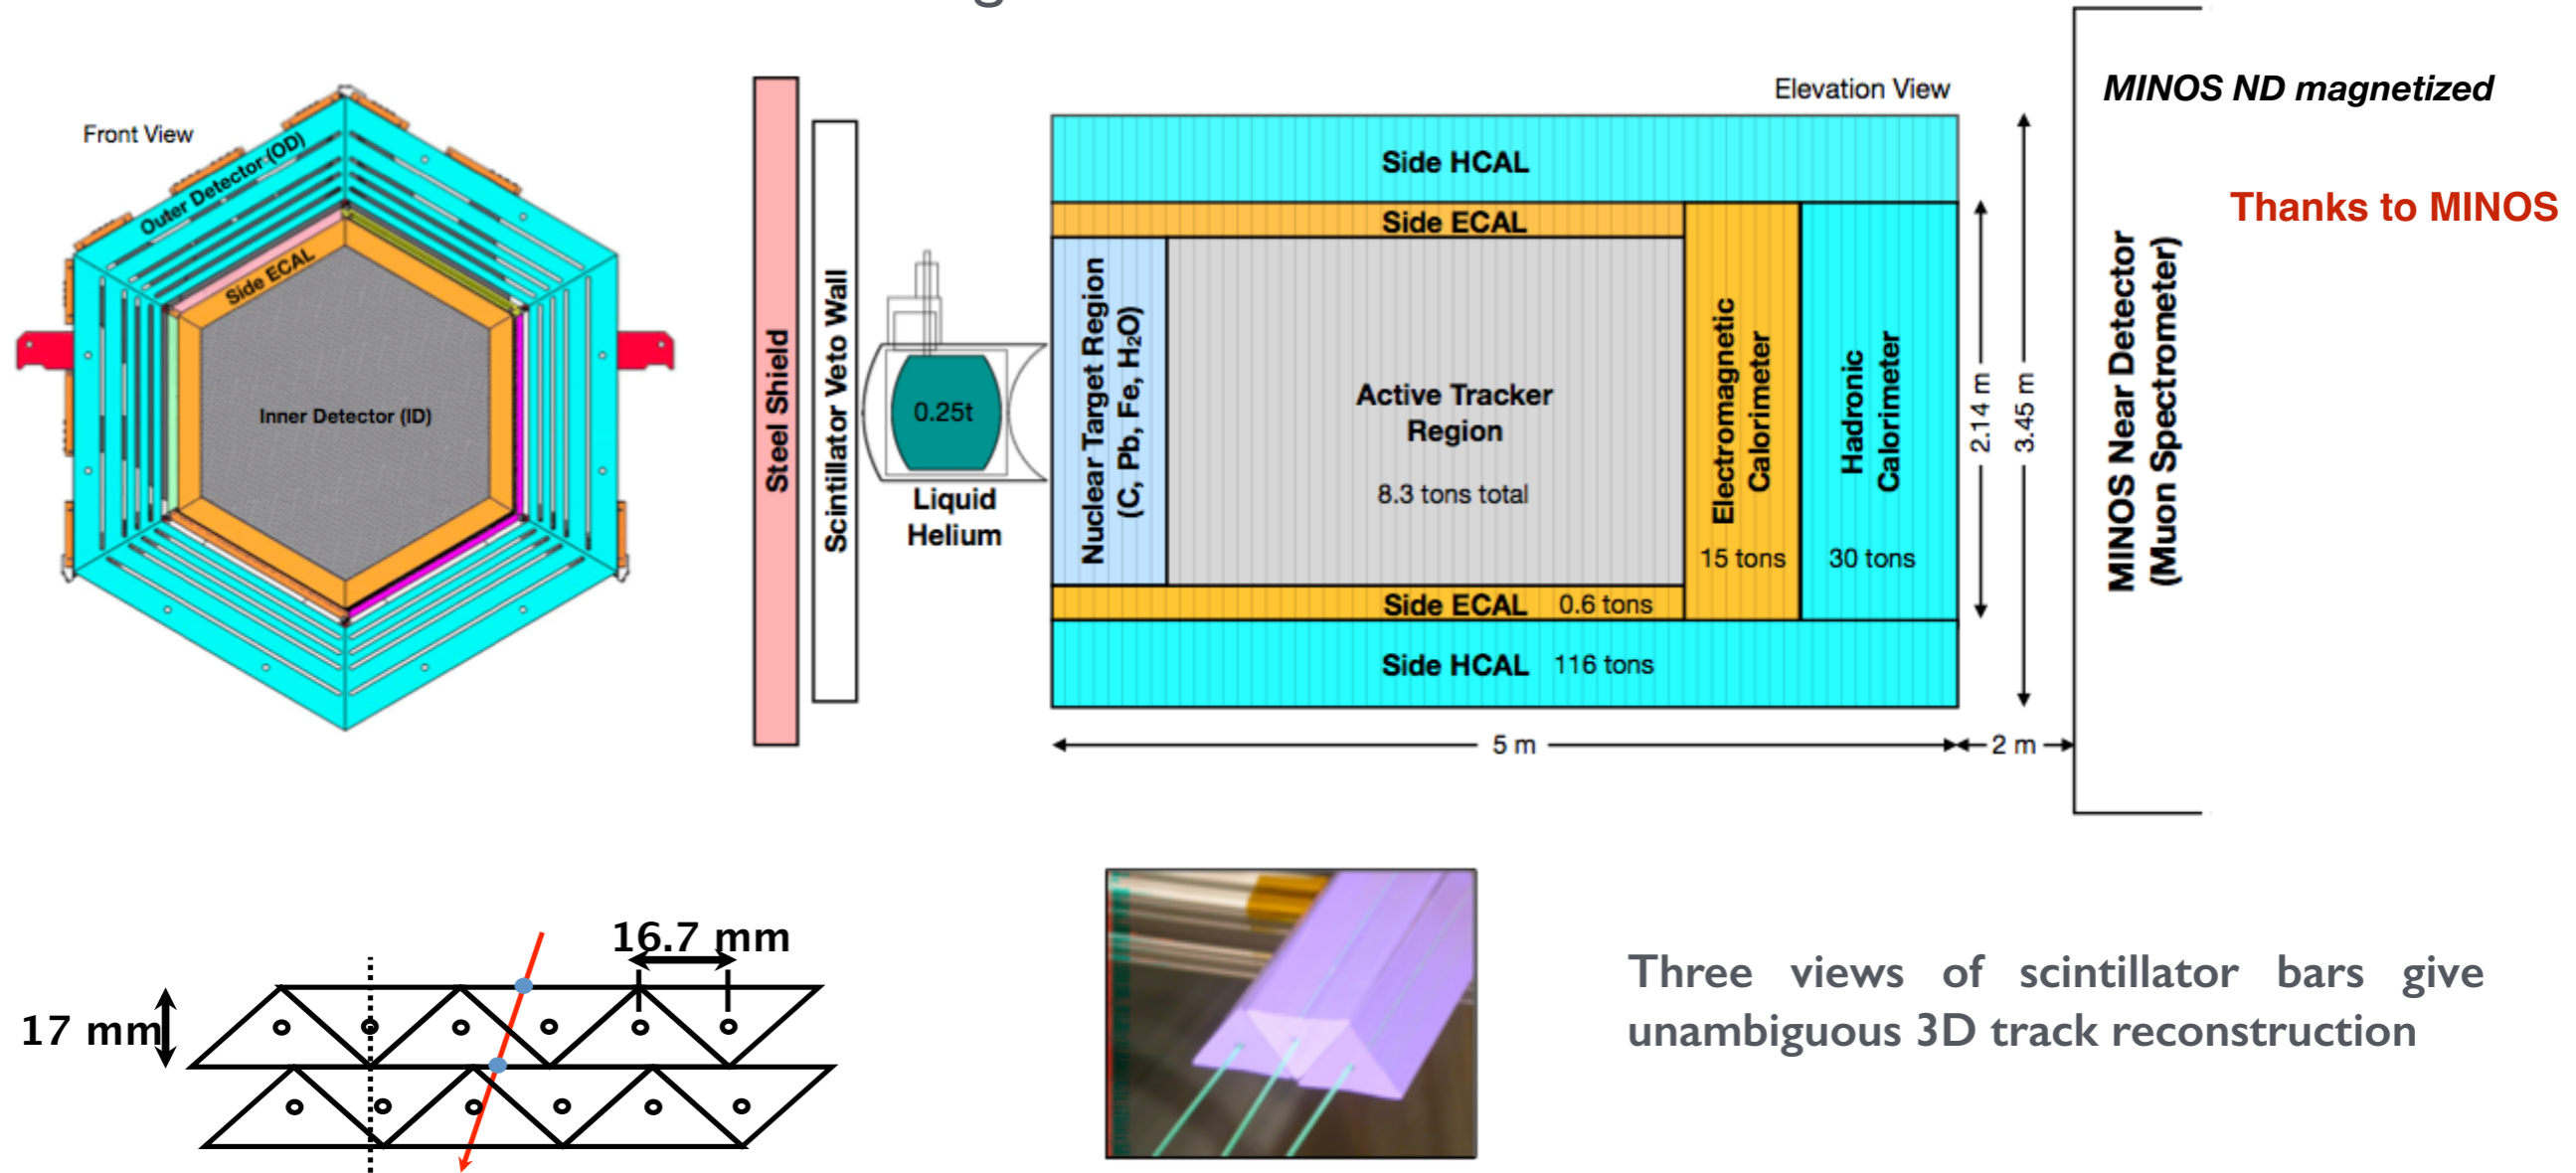 Front View
Outer Detector (OD)
Side ECAL
Inner Detector (ID)
Steel Shield
Scintillator Veto Wall
0.25t
Liquid
Helium
Elevation View
Side HCAL
Side ECAL
Nuclear Target Region
(C, Pb, Fe, H₂O)
Active Tracker
Region
8.3 tons total
Electromagnetic
Calorimeter
15 tons
Hadronic
Calorimeter
30 tons
Side ECAL 0.6 tons
Side HCAL 116 tons
2.14 m
3.45 m
5 m
2 m
MINOS Near Detector
(Muon Spectrometer)
MINOS ND magnetized
Thanks to MINOS
16.7 mm
17 mm
Three views of scintillator bars give
unambiguous 3D track reconstruction